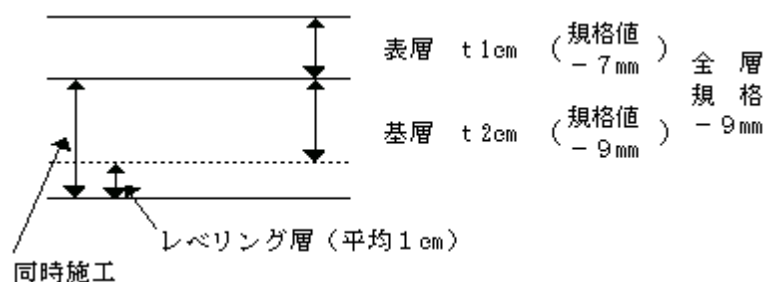 表層 t1cm (規格値 -7mm)
基層 t2cm (規格値 -9mm)
全層規格 -9mm
レベリング層(平均1cm)
同時施工